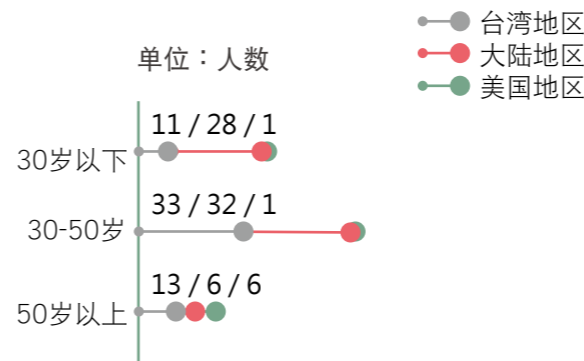 台湾地区
大陆地区
美国地区
单位：人数
11 / 28 / 1
30岁以下
33 / 32 / 1
30-50岁
13 / 6 / 6
50岁以上